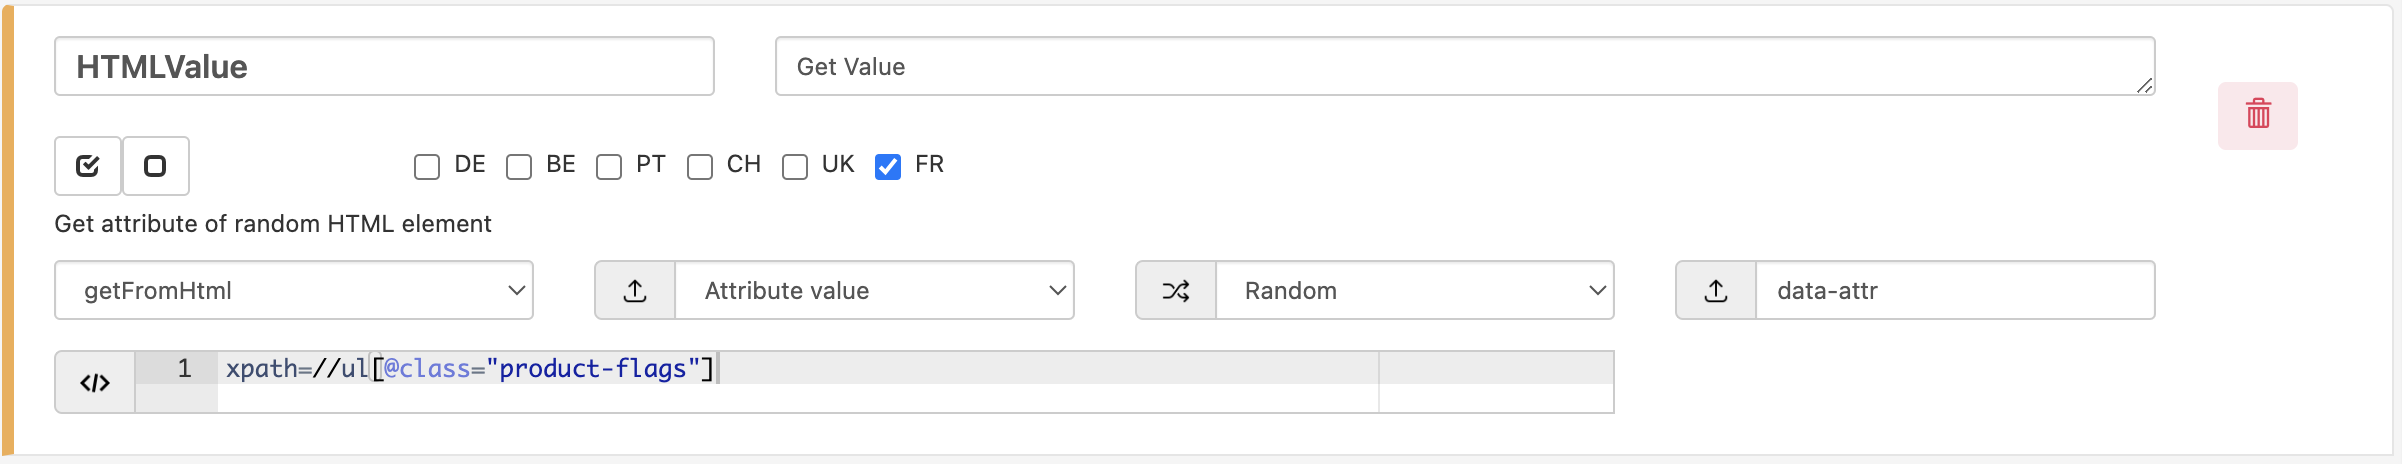 HTMLValue
Get Value
DE BE PT CH UK FR
Get attribute of random HTML element
getFromHtml Attribute value Random data-attr
1 xpath=//ul[@class="product-flags"]